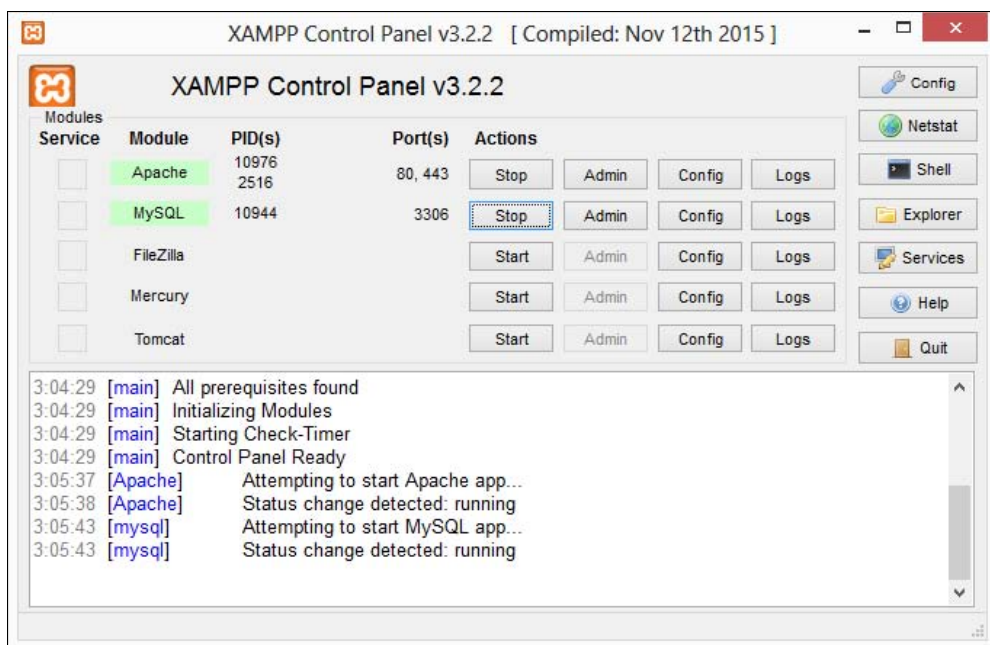 XAMPP Control Panel v3.2.2 [ Compiled: Nov 12th 2015 ]
XAMPP Control Panel v3.2.2
Config
Modules
Netstat
Service Module PID(s) Port(s) Actions
Apache 10976 2516 80, 443 Stop Admin Config Logs
Shell
MySQL 10944 3306 Stop Admin Config Logs
Explorer
FileZilla Start Admin Config Logs
Services
Mercury Start Admin Config Logs
Help
Tomcat Start Admin Config Logs
Quit
3:04:29 [main] All prerequisites found
3:04:29 [main] Initializing Modules
3:04:29 [main] Starting Check-Timer
3:04:29 [main] Control Panel Ready
3:05:37 [Apache] Attempting to start Apache app...
3:05:38 [Apache] Status change detected: running
3:05:43 [mysql] Attempting to start MySQL app...
3:05:43 [mysql] Status change detected: running